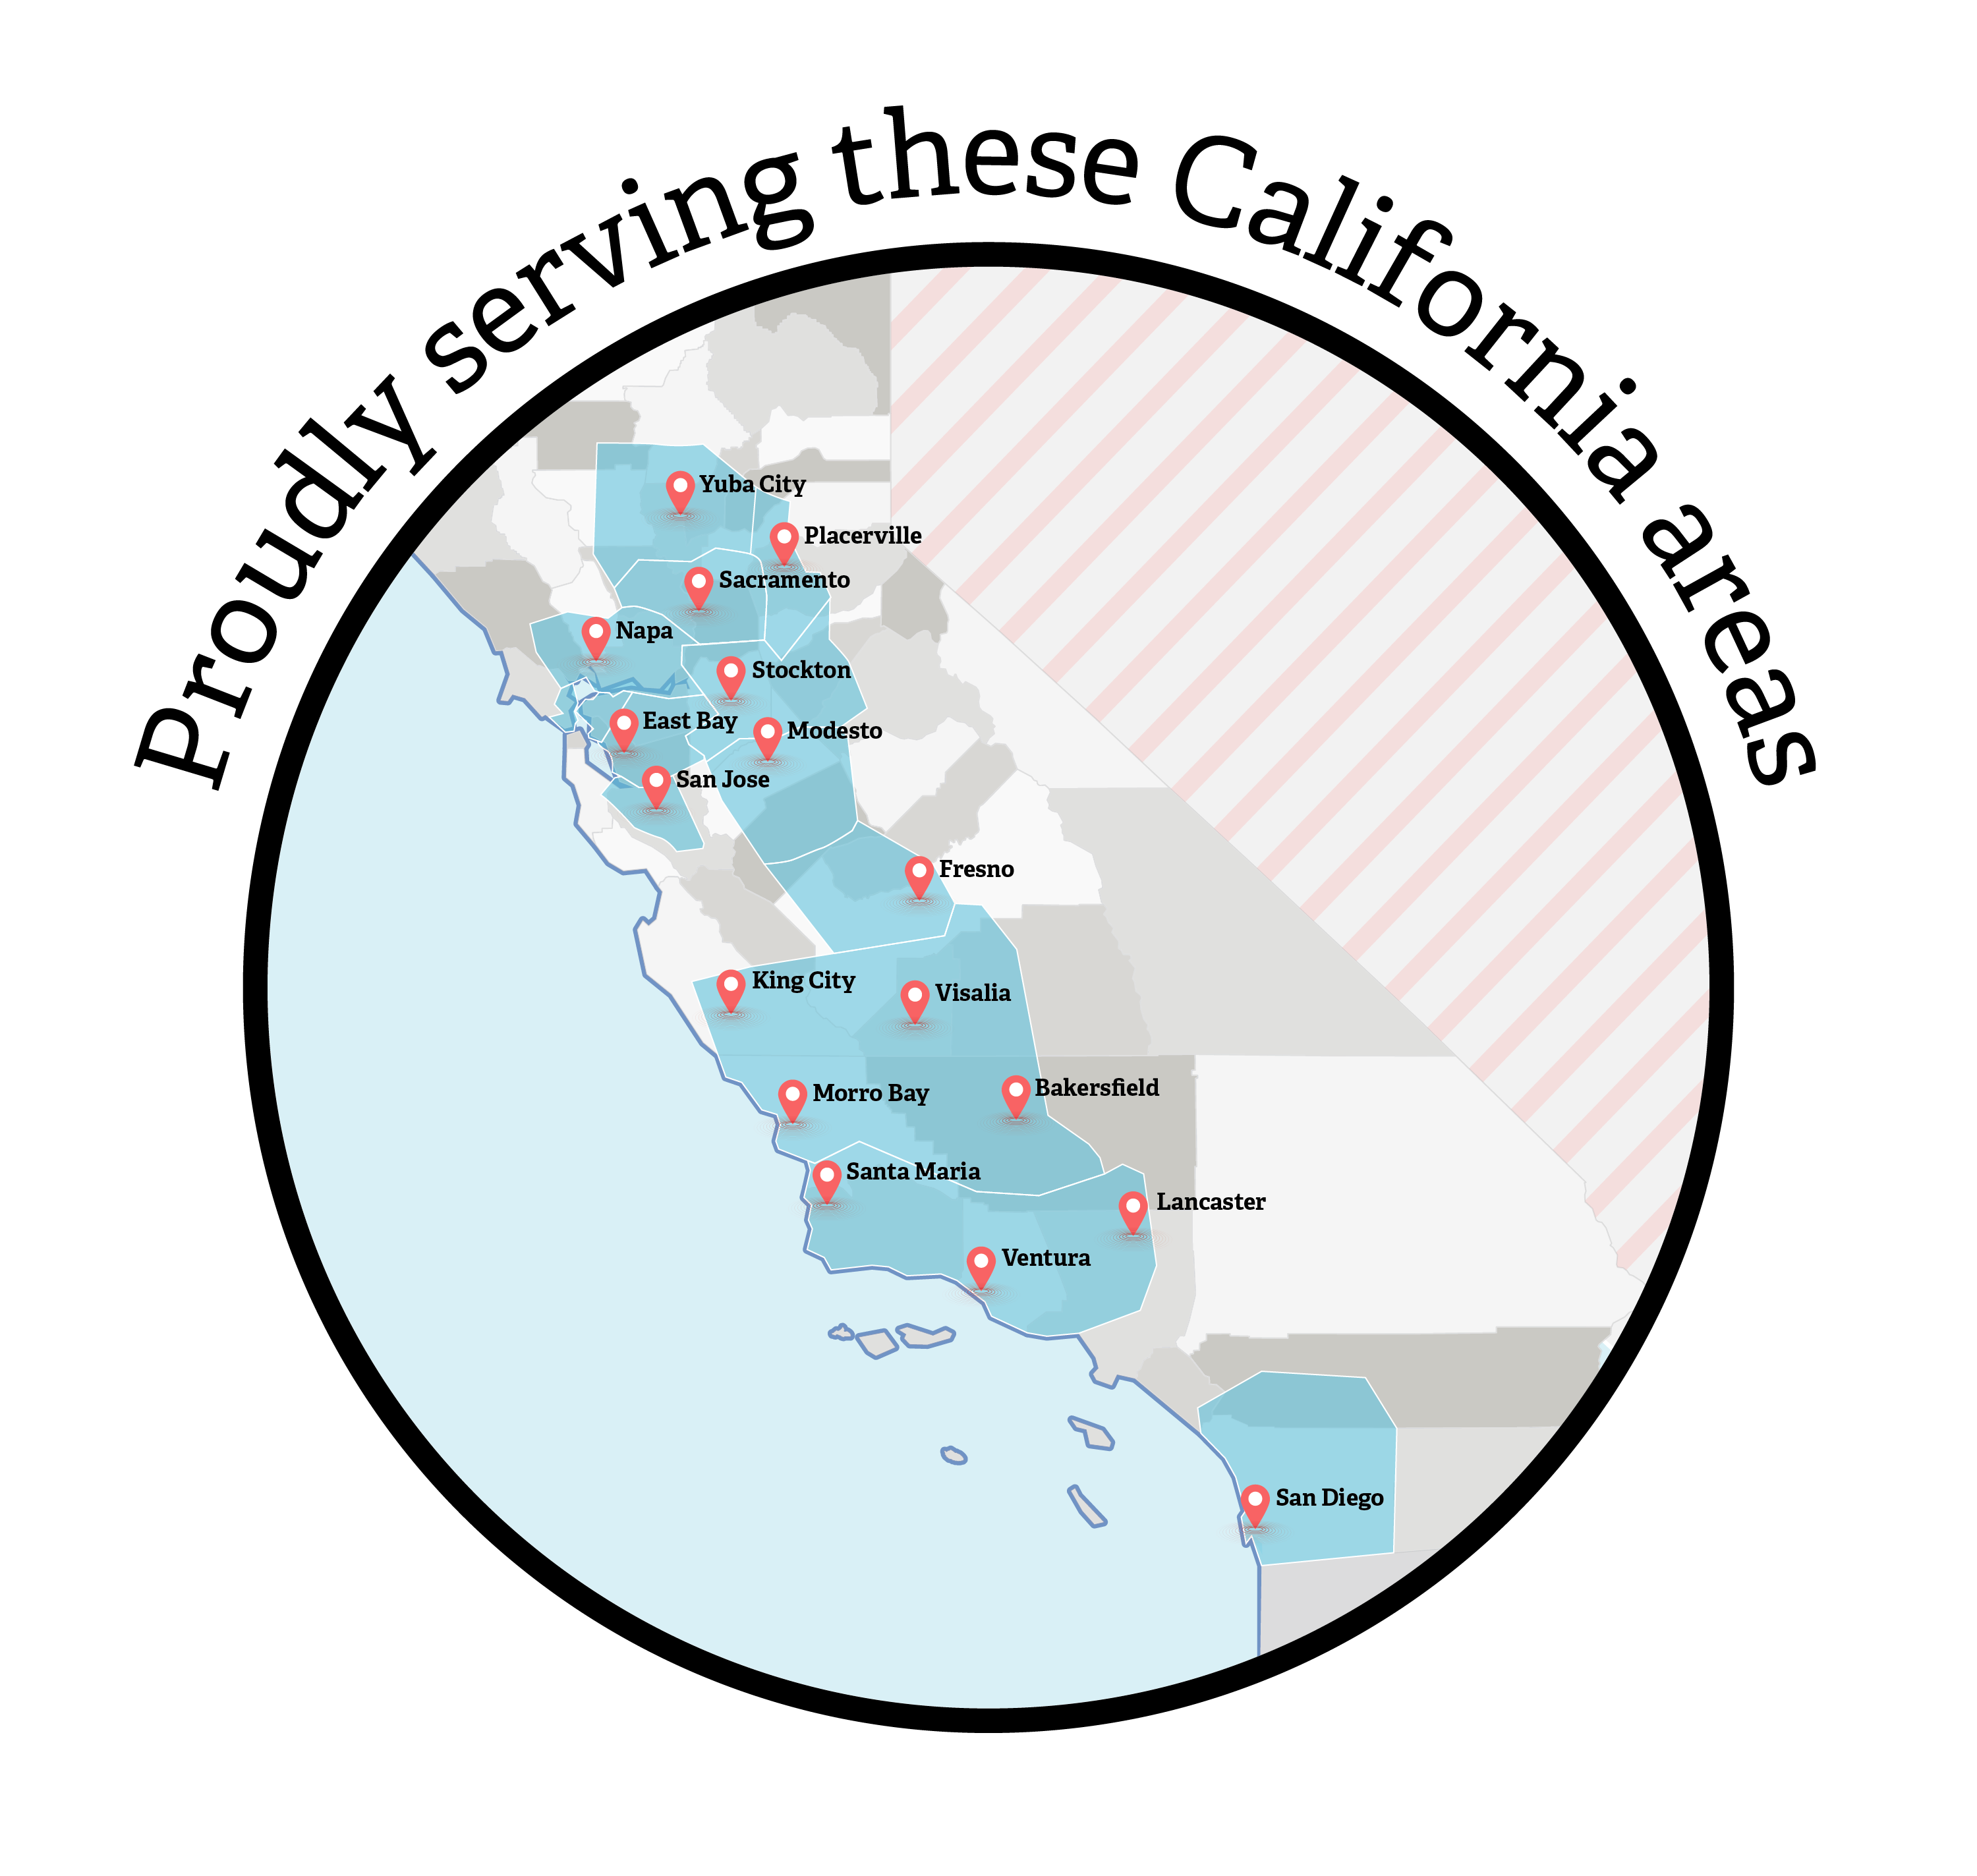 Proudly serving these California areas
Yuba City
Placerville
Sacramento
Napa
Stockton
East Bay
Modesto
San Jose
Fresno
King City
Visalia
Bakersfield
Morro Bay
Santa Maria
Lancaster
Ventura
San Diego